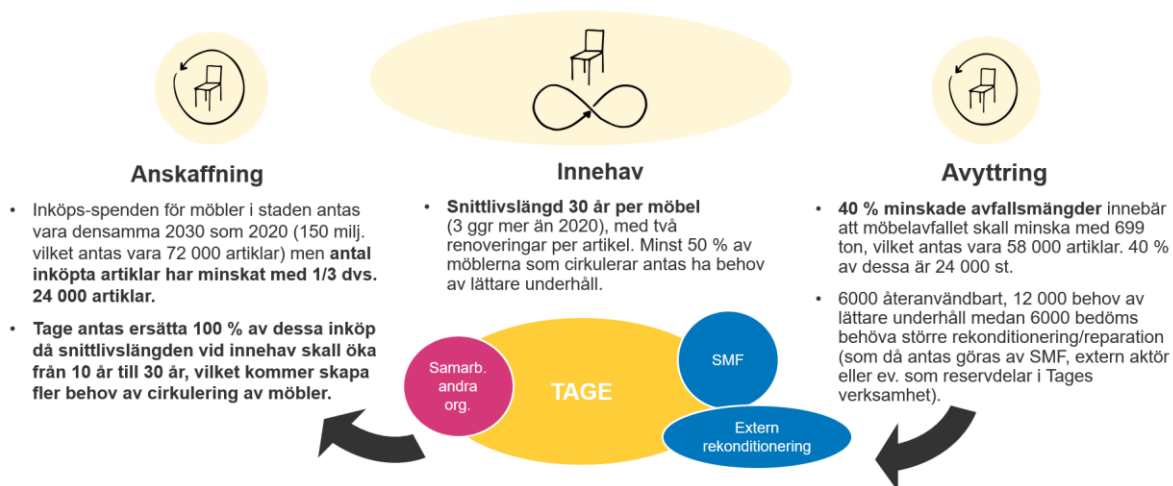 Anskaffning
• Inköps-spenden för möbler i staden antas
vara densamma 2030 som 2020 (150 milj.
vilket antas vara 72 000 artiklar) men antal
inköpta artiklar har minskat med 1/3 dvs.
24 000 artiklar.
• Tage antas ersätta 100 % av dessa inköp
då snittlivslängden vid innehav skall öka
från 10 år till 30 år, vilket kommer skapa
fler behov av cirkulering av möbler.
Innehav
• Snittlivslängd 30 år per möbel
(3 ggr mer än 2020), med två
renoveringar per artikel. Minst 50 % av
möblerna som cirkulerar antas ha behov
av lättare underhåll.
Samarb.
andra
org.
TAGE
SMF
Extern
rekonditionering
Avyttring
• 40 % minskade avfallsmängder innebär
att möbelavfallet skall minska med 699
ton, vilket antas vara 58 000 artiklar. 40 %
av dessa är 24 000 st.
• 6000 återanvändbart, 12 000 behov av
lättare underhåll medan 6000 bedöms
behöva större rekonditionering/reparation
(som då antas göras av SMF, extern aktör
eller ev. som reservdelar i Tages
verksamhet).